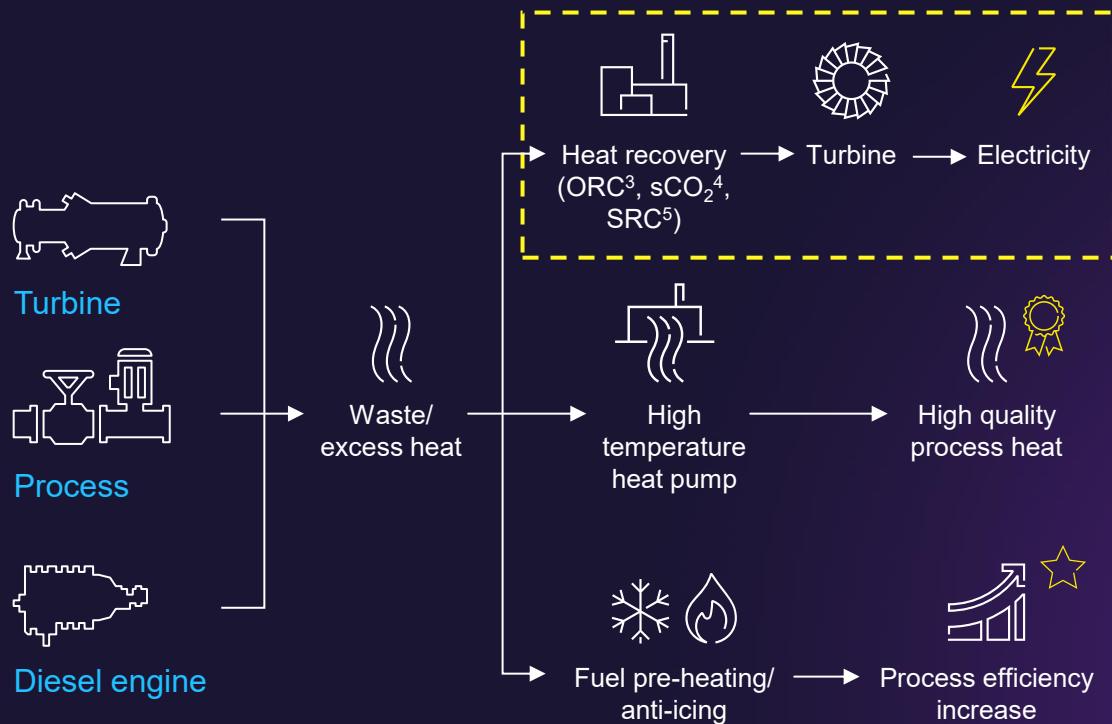 Turbine
Process
Diesel engine
Waste/
excess heat
Heat recovery
(ORC³, sCO₂⁴,
SRC⁵)
Turbine
Electricity
High
temperature
heat pump
High quality
process heat
Fuel pre-heating/
anti-icing
Process efficiency
increase